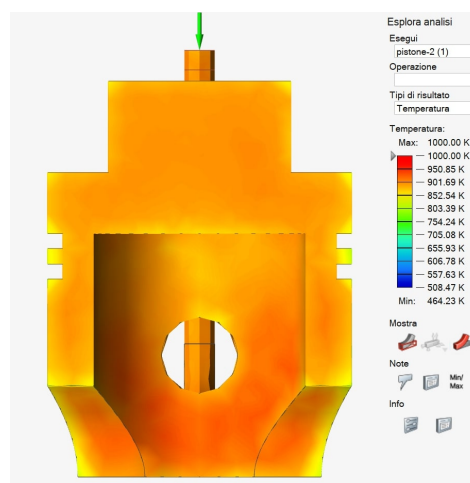 Esplora analisi
Esegui
pistone-2 (1)
Operazione
Tipi di risultato
Temperatura
Temperatura:
Max: 1000.00 K
1000.00 K
950.85 K
901.69 K
852.54 K
803.39 K
754.24 K
705.08 K
655.93 K
606.78 K
557.63 K
508.47 K
Min: 464.23 K
Mostra
Note
Min/
Max
Info